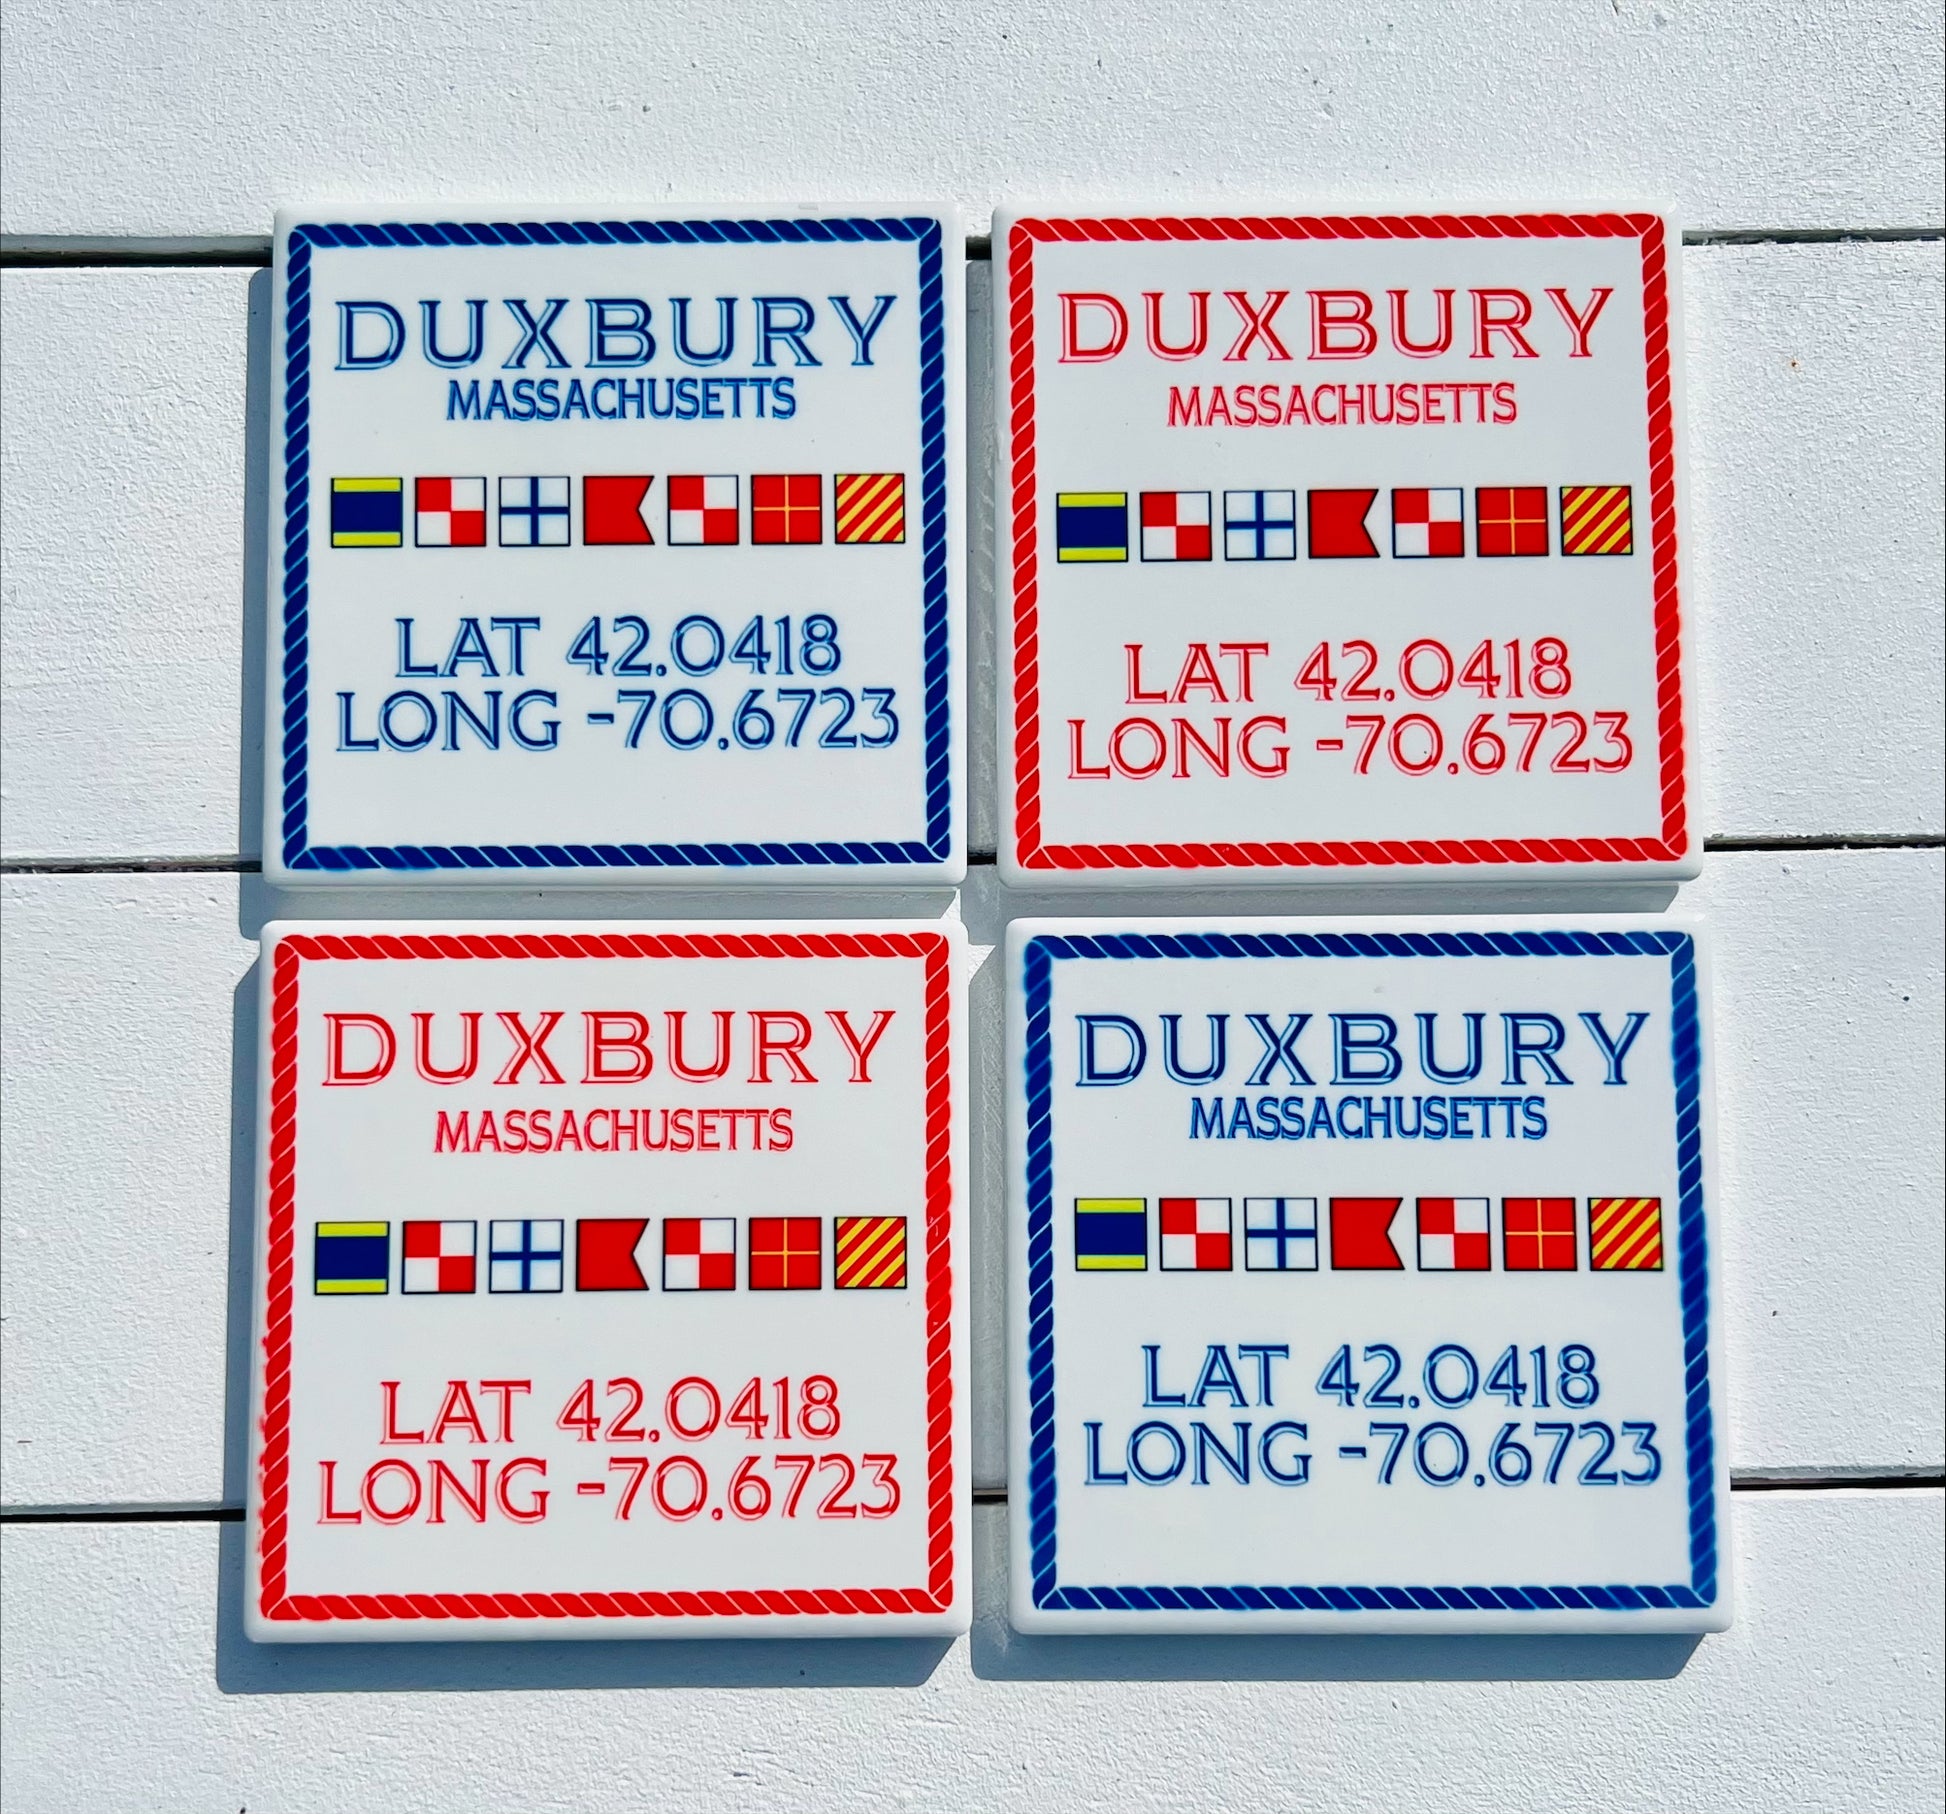 DUXBURY
MASSACHUSETTS
LAT 42.0418
LONG -70.6723
DUXBURY
MASSACHUSETTS
LAT 42.0418
LONG -70.6723
DUXBURY
MASSACHUSETTS
LAT 42.0418
LONG -70.6723
DUXBURY
MASSACHUSETTS
LAT 42.0418
LONG -70.6723